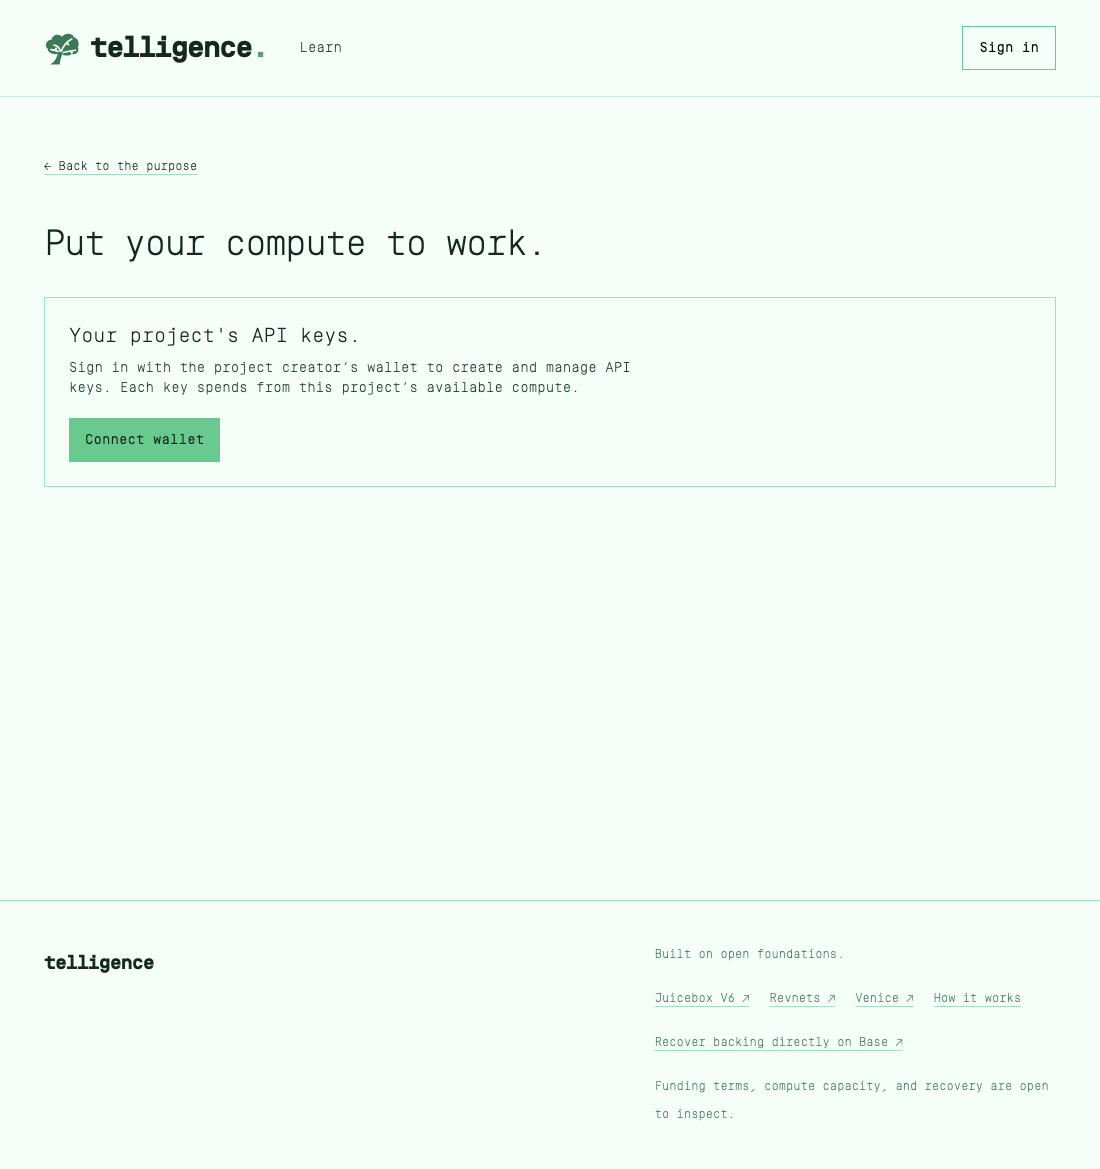 telligence.
Learn
Sign in
← Back to the purpose
Put your compute to work.
Your project's API keys.
Sign in with the project creator’s wallet to create and manage API
keys. Each key spends from this project’s available compute.
Connect wallet
telligence
Built on open foundations.
Juicebox V6 ↗ Revnets ↗ Venice ↗ How it works
Recover backing directly on Base ↗
Funding terms, compute capacity, and recovery are open
to inspect.